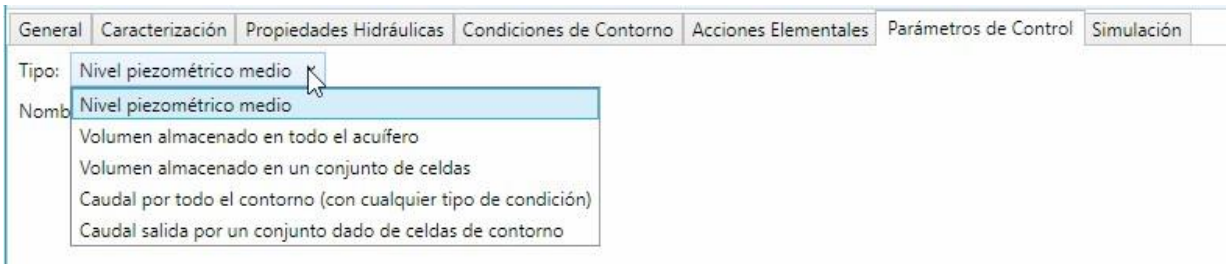 General Caracterización Propiedades Hidráulicas Condiciones de Contorno Acciones Elementales Parámetros de Control Simulación
Tipo: Nivel piezométrico medio
Nomb
Nivel piezométrico medio
Volumen almacenado en todo el acuífero
Volumen almacenado en un conjunto de celdas
Caudal por todo el contorno (con cualquier tipo de condición)
Caudal salida por un conjunto dado de celdas de contorno